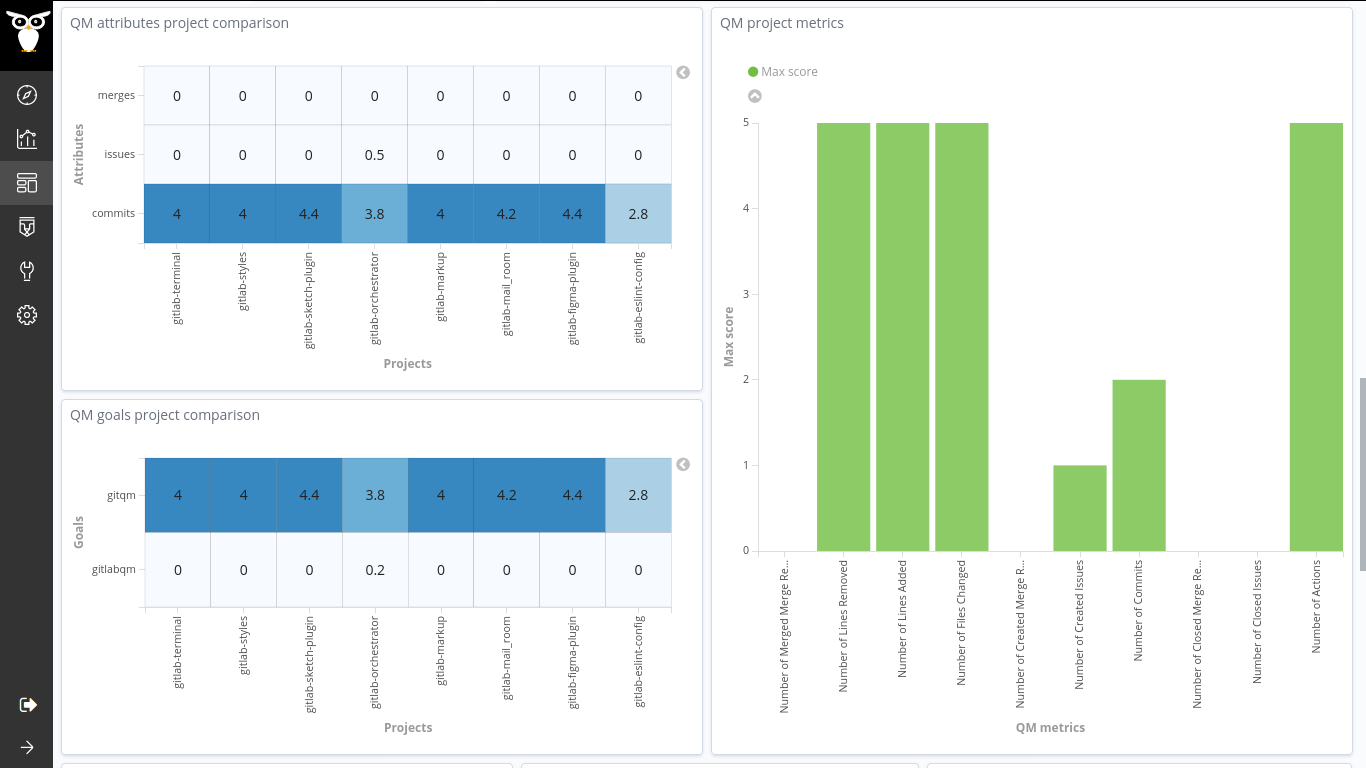 QM attributes project comparison
Attributes
merges 0 0 0 0 0 0 0 0
issues 0 0 0 0.5 0 0 0 0
commits 4 4 4.4 3.8 4 4.2 4.4 2.8
gitlab-terminal
gitlab-styles
gitlab-sketch-plugin
gitlab-orchestrator
gitlab-markup
gitlab-mail_room
gitlab-figma-plugin
gitlab-eslint-config
Projects
QM goals project comparison
Goals
gitqm 4 4 4.4 3.8 4 4.2 4.4 2.8
gitlabqm 0 0 0 0.2 0 0 0 0
gitlab-terminal
gitlab-styles
gitlab-sketch-plugin
gitlab-orchestrator
gitlab-markup
gitlab-mail_room
gitlab-figma-plugin
gitlab-eslint-config
Projects
QM project metrics
Max score
Max score
5
4
3
2
1
0
Number of Merged Merge Re...
Number of Lines Removed
Number of Lines Added
Number of Files Changed
Number of Created Merge R...
Number of Created Issues
Number of Commits
Number of Closed Merge Re...
Number of Closed Issues
Number of Actions
QM metrics